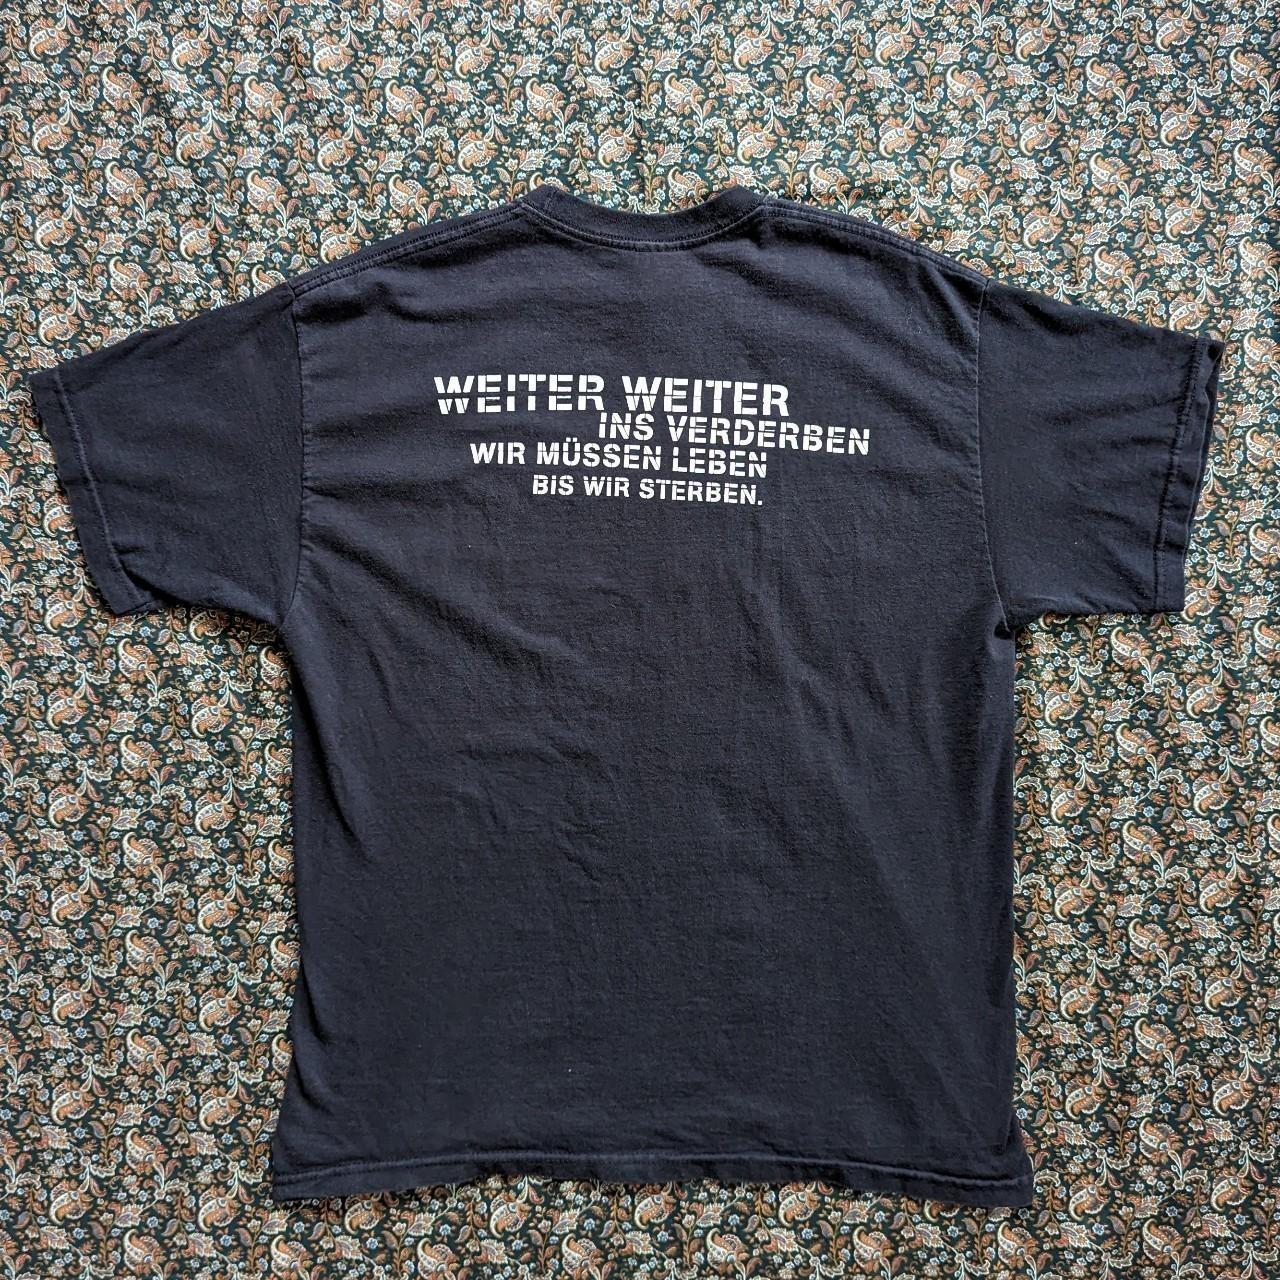 WEITER WEITER
INS VERDERBEN
WIR MÜSSEN LEBEN
BIS WIR STERBEN.